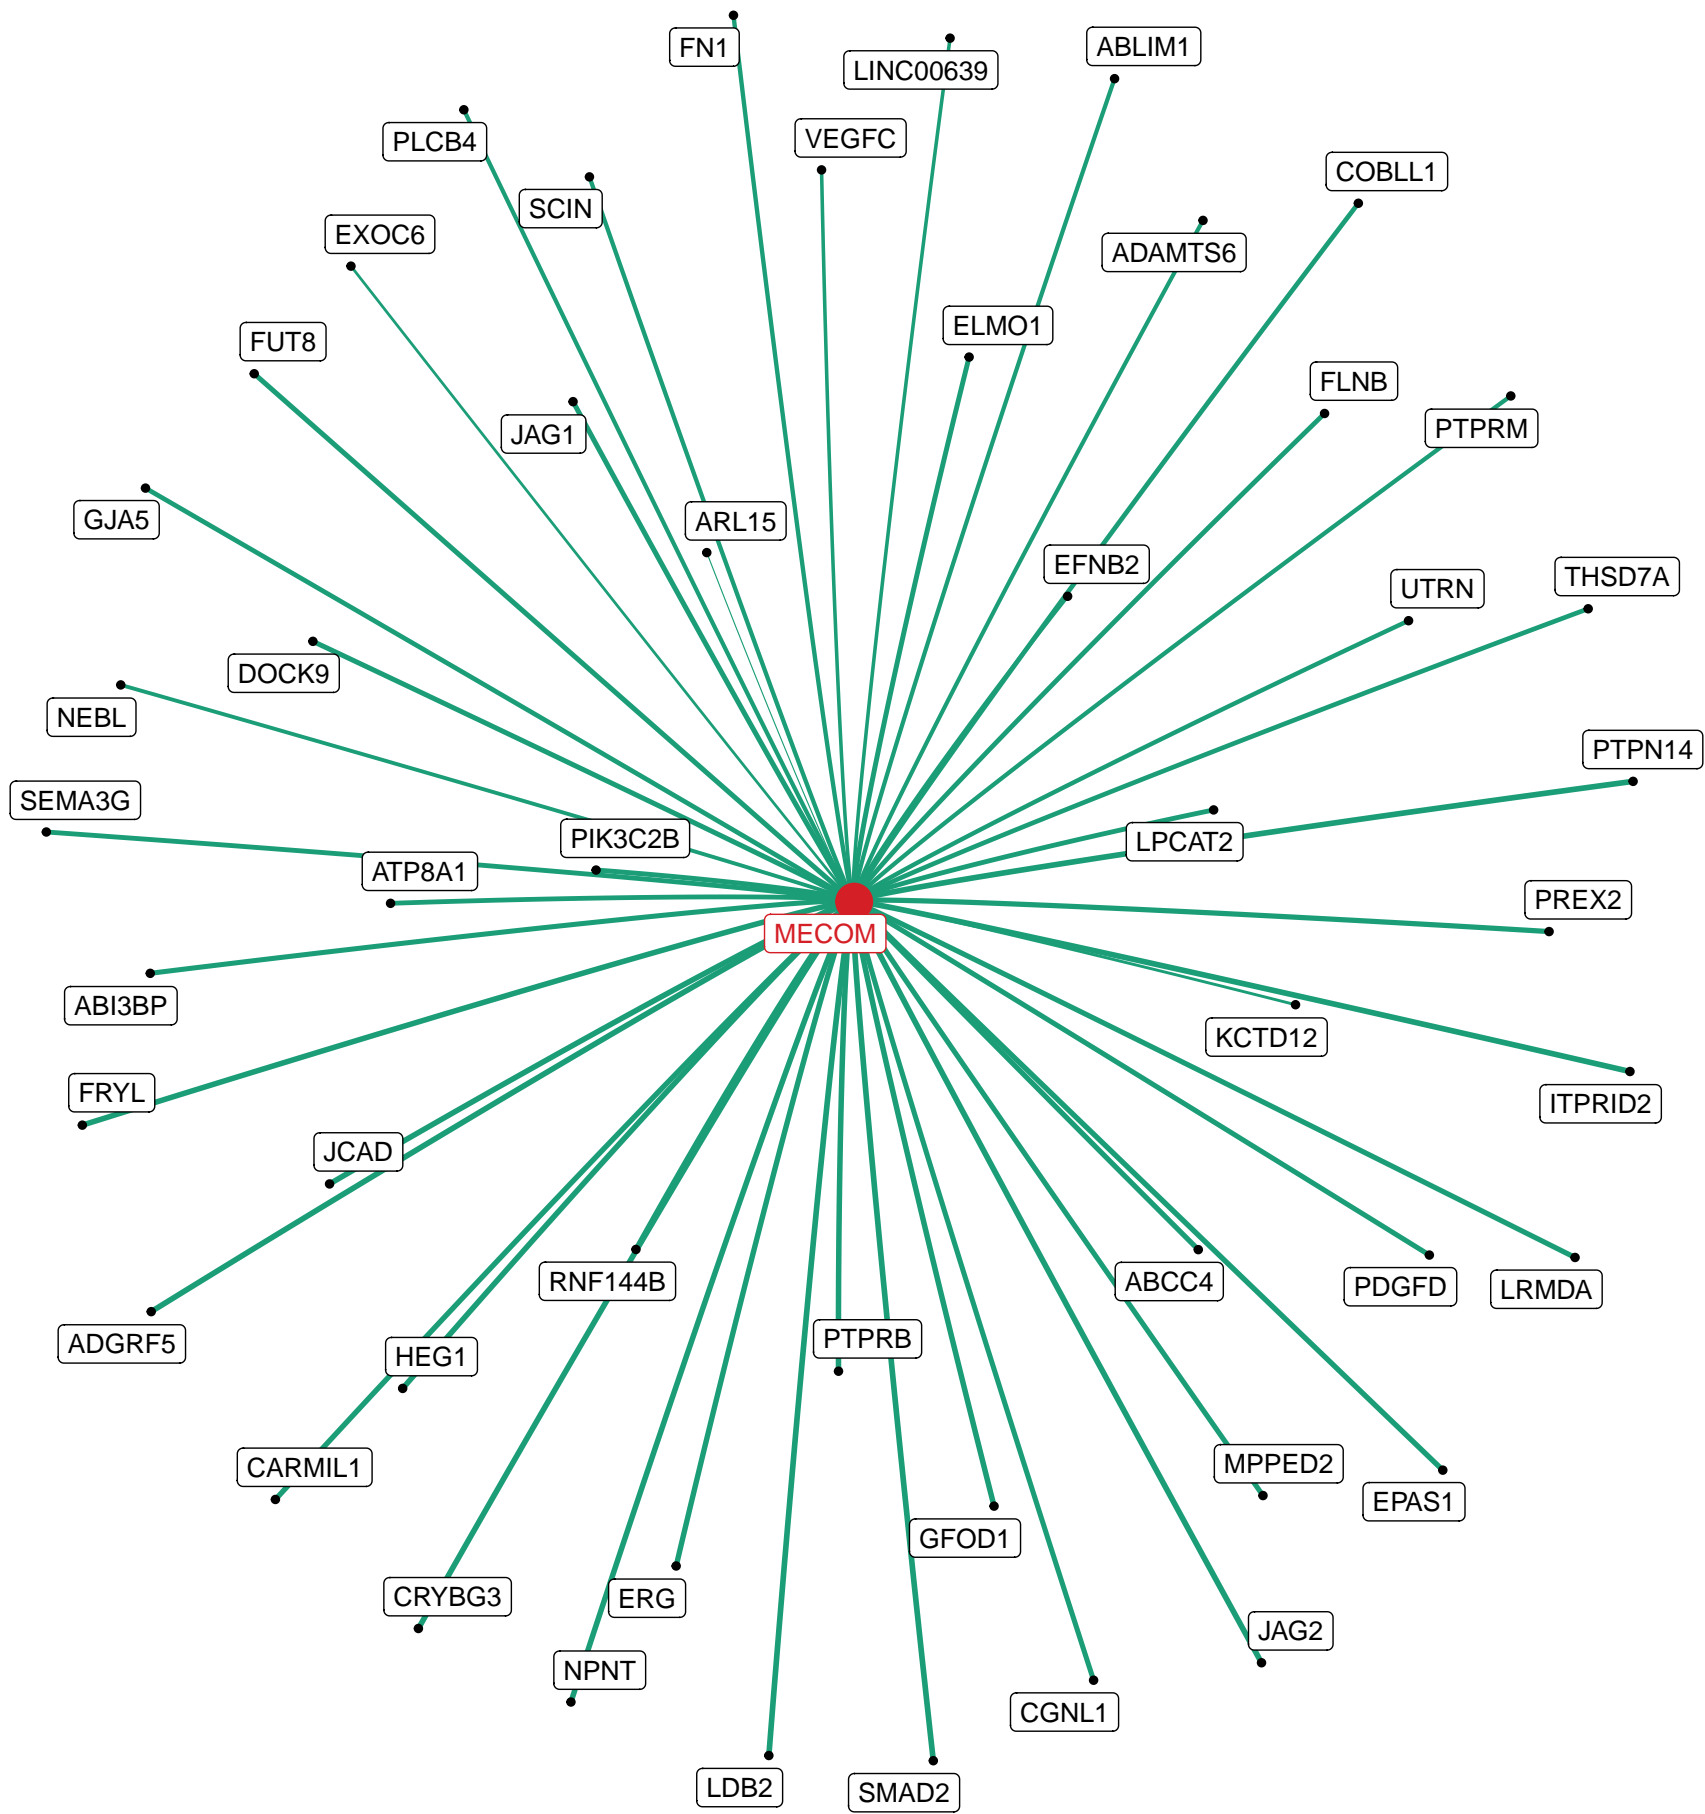 FN1
LINC00639
ABLIM1
PLCB4
VEGFC
COBLL1
SCIN
EXOC6
ADAMTS6
ELMO1
FUT8
FLNB
PTPRM
JAG1
GJA5
ARL15
EFNB2
THSD7A
UTRN
DOCK9
NEBL
PTPN14
SEMA3G
PIK3C2B
LPCAT2
ATP8A1
PREX2
MECOM
ABI3BP
KCTD12
FRYL
ITPRID2
JCAD
RNF144B
ABCC4
PDGFD
LRMDA
PTPRB
ADGRF5
HEG1
MPPED2
CARMIL1
EPAS1
GFOD1
CRYBG3
ERG
JAG2
NPNT
CGNL1
LDB2
SMAD2